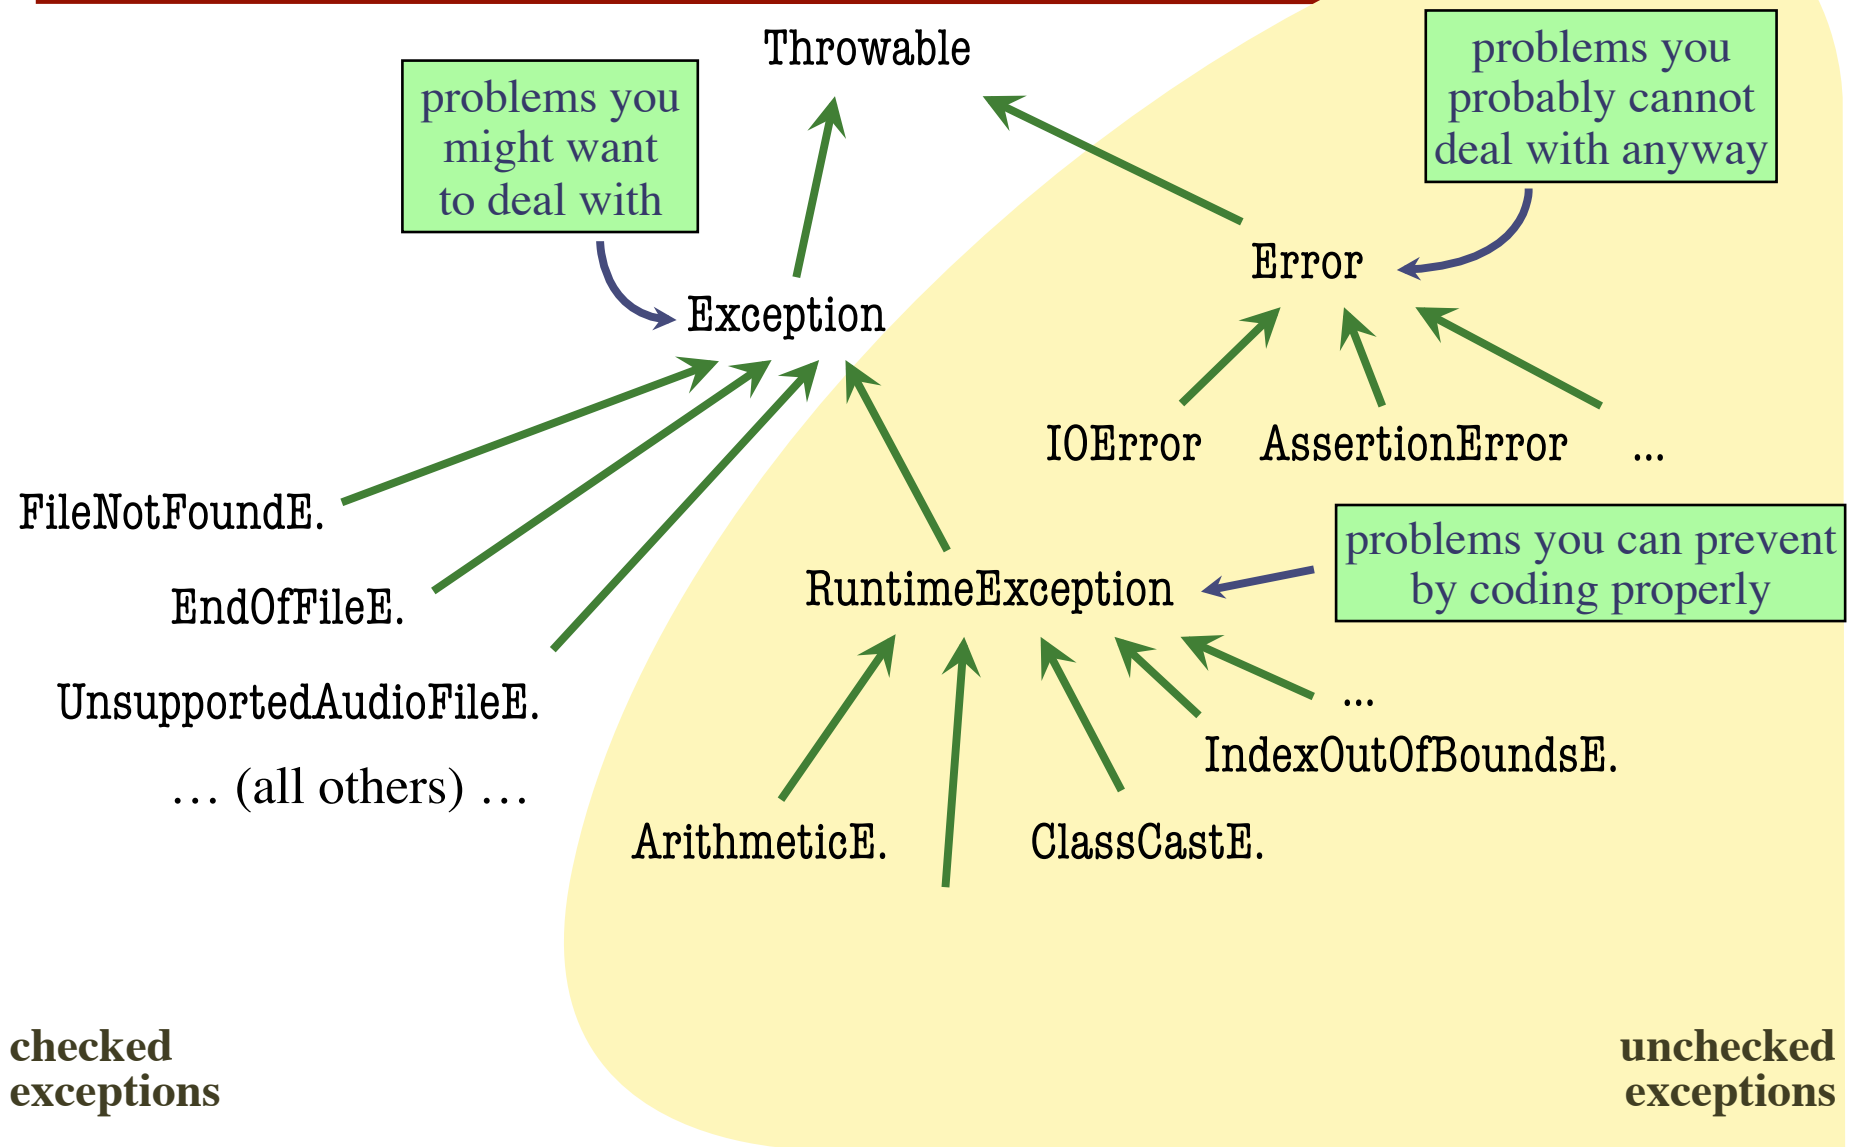 Throwable
problems you
might want
to deal with
problems you
probably cannot
deal with anyway
Error
Exception
IOError
AssertionError
...
FileNotFoundE.
problems you can prevent
by coding properly
RuntimeException
EndOfFileE.
UnsupportedAudioFileE.
...
IndexOutOfBoundsE.
… (all others) …
ArithmeticE.
ClassCastE.
checked
exceptions
unchecked
exceptions